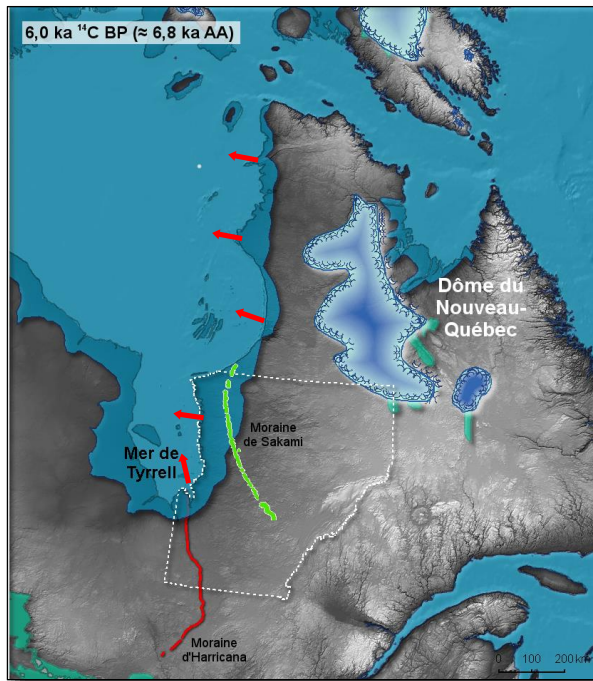 6,0 ka ¹⁴C BP (≈ 6,8 ka AA)
Dôme du
Nouveau-
Québec
Moraine
de Sakami
Mer de
Tyrrell
Moraine
d'Harricana
0 100 200 km